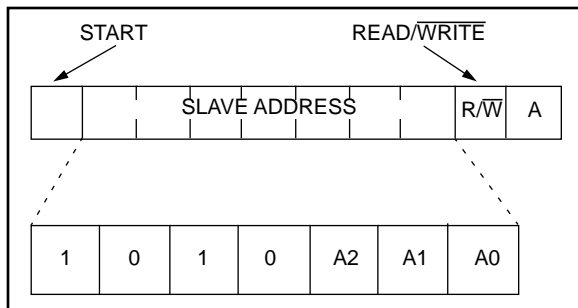 START READ/WRITE
SLAVE ADDRESS R/W A
1 0 1 0 A2 A1 A0